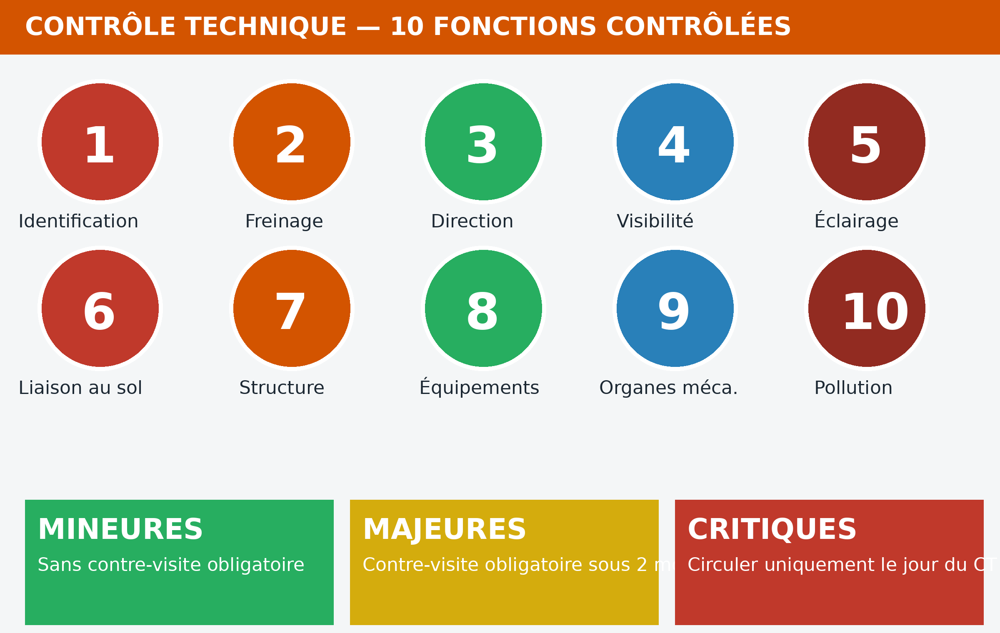 CONTRÔLE TECHNIQUE — 10 FONCTIONS CONTRÔLÉES
1
2
3
4
5
Identification
Freinage
Direction
Visibilité
Éclairage
6
7
8
9
10
Liaison au sol
Structure
Équipements
Organes méca.
Pollution
MINEURES
Sans contre-visite obligatoire
MAJEURES
Contre-visite obligatoire sous 2
CRITIQUES
Circuler uniquement le jour du CT